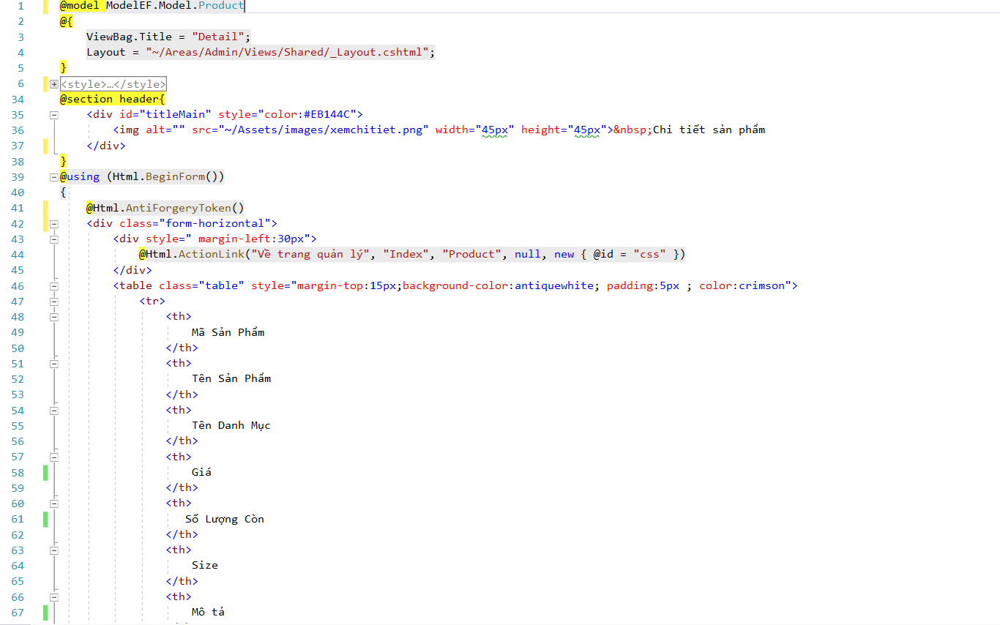 1 @model ModelEF.Model.Product
2 @{
3 ViewBag.Title = "Detail";
4 Layout = "~/Areas/Admin/Views/Shared/_Layout.cshtml";
5 }
6 <style>…</style>
34 @section header{
35 <div id="titleMain" style="color:#EB144C">
36 <img alt="" src="~/Assets/images/xemchitiet.png" width="45px" height="45px">&nbsp;Chi tiết sản phẩm
37 </div>
38 }
39 @using (Html.BeginForm())
40 {
41 @Html.AntiForgeryToken()
42 <div class="form-horizontal">
43 <div style=" margin-left:30px">
44 @Html.ActionLink("Về trang quản lý", "Index", "Product", null, new { @id = "css" })
45 </div>
46 <table class="table" style="margin-top:15px;background-color:antiquewhite; padding:5px ; color:crimson">
47 <tr>
48 <th>
49 Mã Sản Phẩm
50 </th>
51 <th>
52 Tên Sản Phẩm
53 </th>
54 <th>
55 Tên Danh Mục
56 </th>
57 <th>
58 Giá
59 </th>
60 <th>
61 Số Lượng Còn
62 </th>
63 <th>
64 Size
65 </th>
66 <th>
67 Mô tả